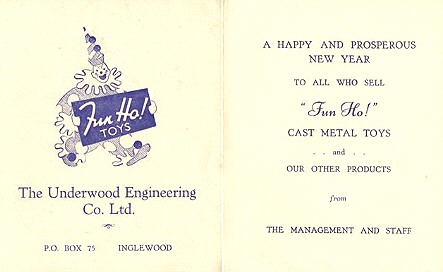 Fun Ho!
TOYS
The Underwood Engineering
Co. Ltd.
P.O. BOX 75 INGLEWOOD
A HAPPY AND PROSPEROUS
NEW YEAR
TO ALL WHO SELL
"Fun Ho!"
CAST METAL TOYS
. . and . .
OUR OTHER PRODUCTS
from
THE MANAGEMENT AND STAFF